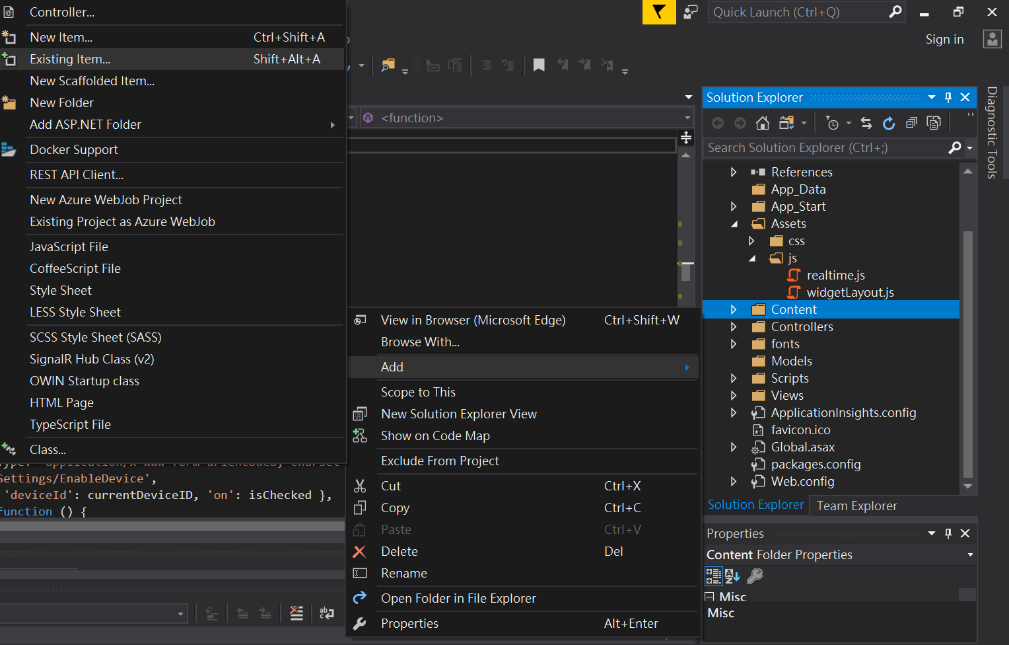 Controller...
New Item... Ctrl+Shift+A
Existing Item... Shift+Alt+A
New Scaffolded Item...
New Folder
Add ASP.NET Folder
Docker Support
REST API Client...
New Azure WebJob Project
Existing Project as Azure WebJob
JavaScript File
CoffeeScript File
Style Sheet
LESS Style Sheet
SCSS Style Sheet (SASS)
SignalR Hub Class (v2)
OWIN Startup class
HTML Page
TypeScript File
Class...
Settings/EnableDevice',
'deviceId': currentDeviceID, 'on': isChecked },
function () {
<function>
View in Browser (Microsoft Edge) Ctrl+Shift+W
Browse With...
Add
Scope to This
New Solution Explorer View
Show on Code Map
Exclude From Project
Cut Ctrl+X
Copy Ctrl+C
Paste Ctrl+V
Delete Del
Rename
Open Folder in File Explorer
Properties Alt+Enter
Quick Launch (Ctrl+Q)
Sign in
Solution Explorer
Search Solution Explorer (Ctrl+;)
References
App_Data
App_Start
Assets
css
js
realtime.js
widgetLayout.js
Content
Controllers
fonts
Models
Scripts
Views
ApplicationInsights.config
favicon.ico
Global.asax
packages.config
Web.config
Solution Explorer Team Explorer
Properties
Content Folder Properties
Misc
Misc
Diagnostic Tools